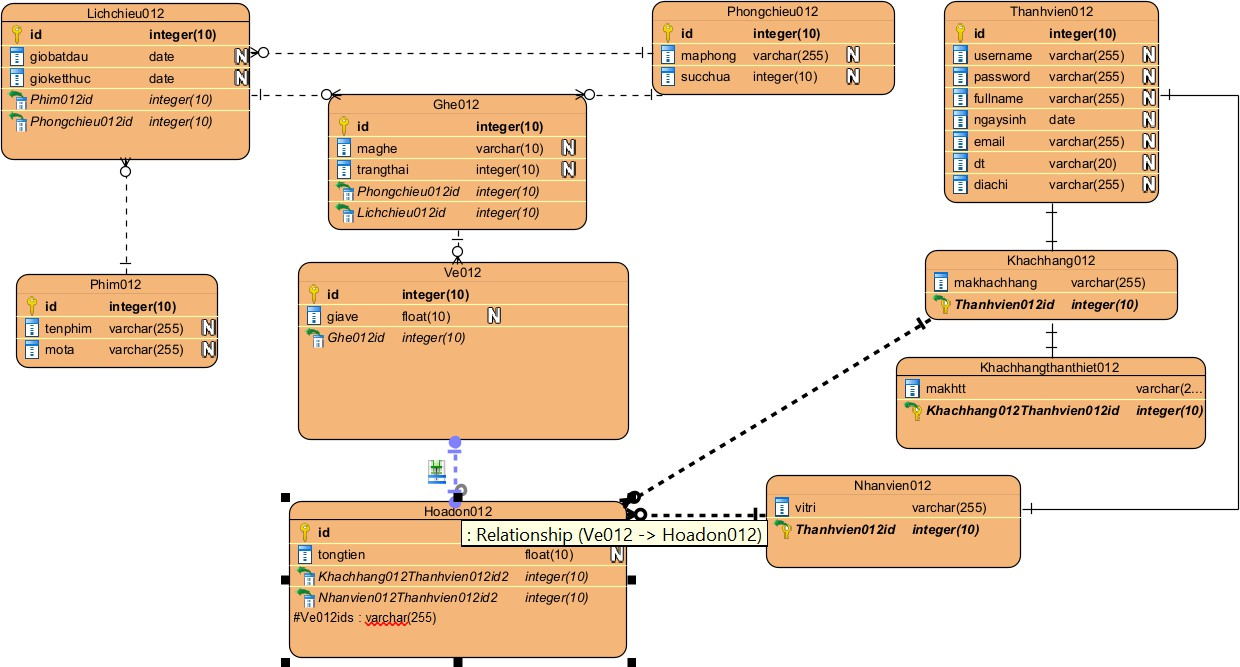 Lichchieu012
id integer(10)
giobatdau date N
gioketthuc date N
Phim012id integer(10)
Phongchieu012id integer(10)
Phongchieu012
id integer(10)
maphong varchar(255) N
succhua integer(10) N
Thanhvien012
id integer(10)
username varchar(255) N
password varchar(255) N
fullname varchar(255) N
ngaysinh date N
email varchar(255) N
dt varchar(20) N
diachi varchar(255) N
Ghe012
id integer(10)
maghe varchar(10) N
trangthai integer(10) N
Phongchieu012id integer(10)
Lichchieu012id integer(10)
Phim012
id integer(10)
tenphim varchar(255) N
mota varchar(255) N
Ve012
id integer(10)
giave float(10) N
Ghe012id integer(10)
Khachhang012
makhachhang varchar(255)
Thanhvien012id integer(10)
Khachhangthanthiet012
makhtt varchar(2...
Khachhang012Thanhvien012id integer(10)
Nhanvien012
vitri varchar(255)
Thanhvien012id integer(10)
Hoadon012
id
: Relationship (Ve012 -> Hoadon012)
tongtien float(10) N
Khachhang012Thanhvien012id2 integer(10)
Nhanvien012Thanhvien012id2 integer(10)
#Ve012ids : varchar(255)